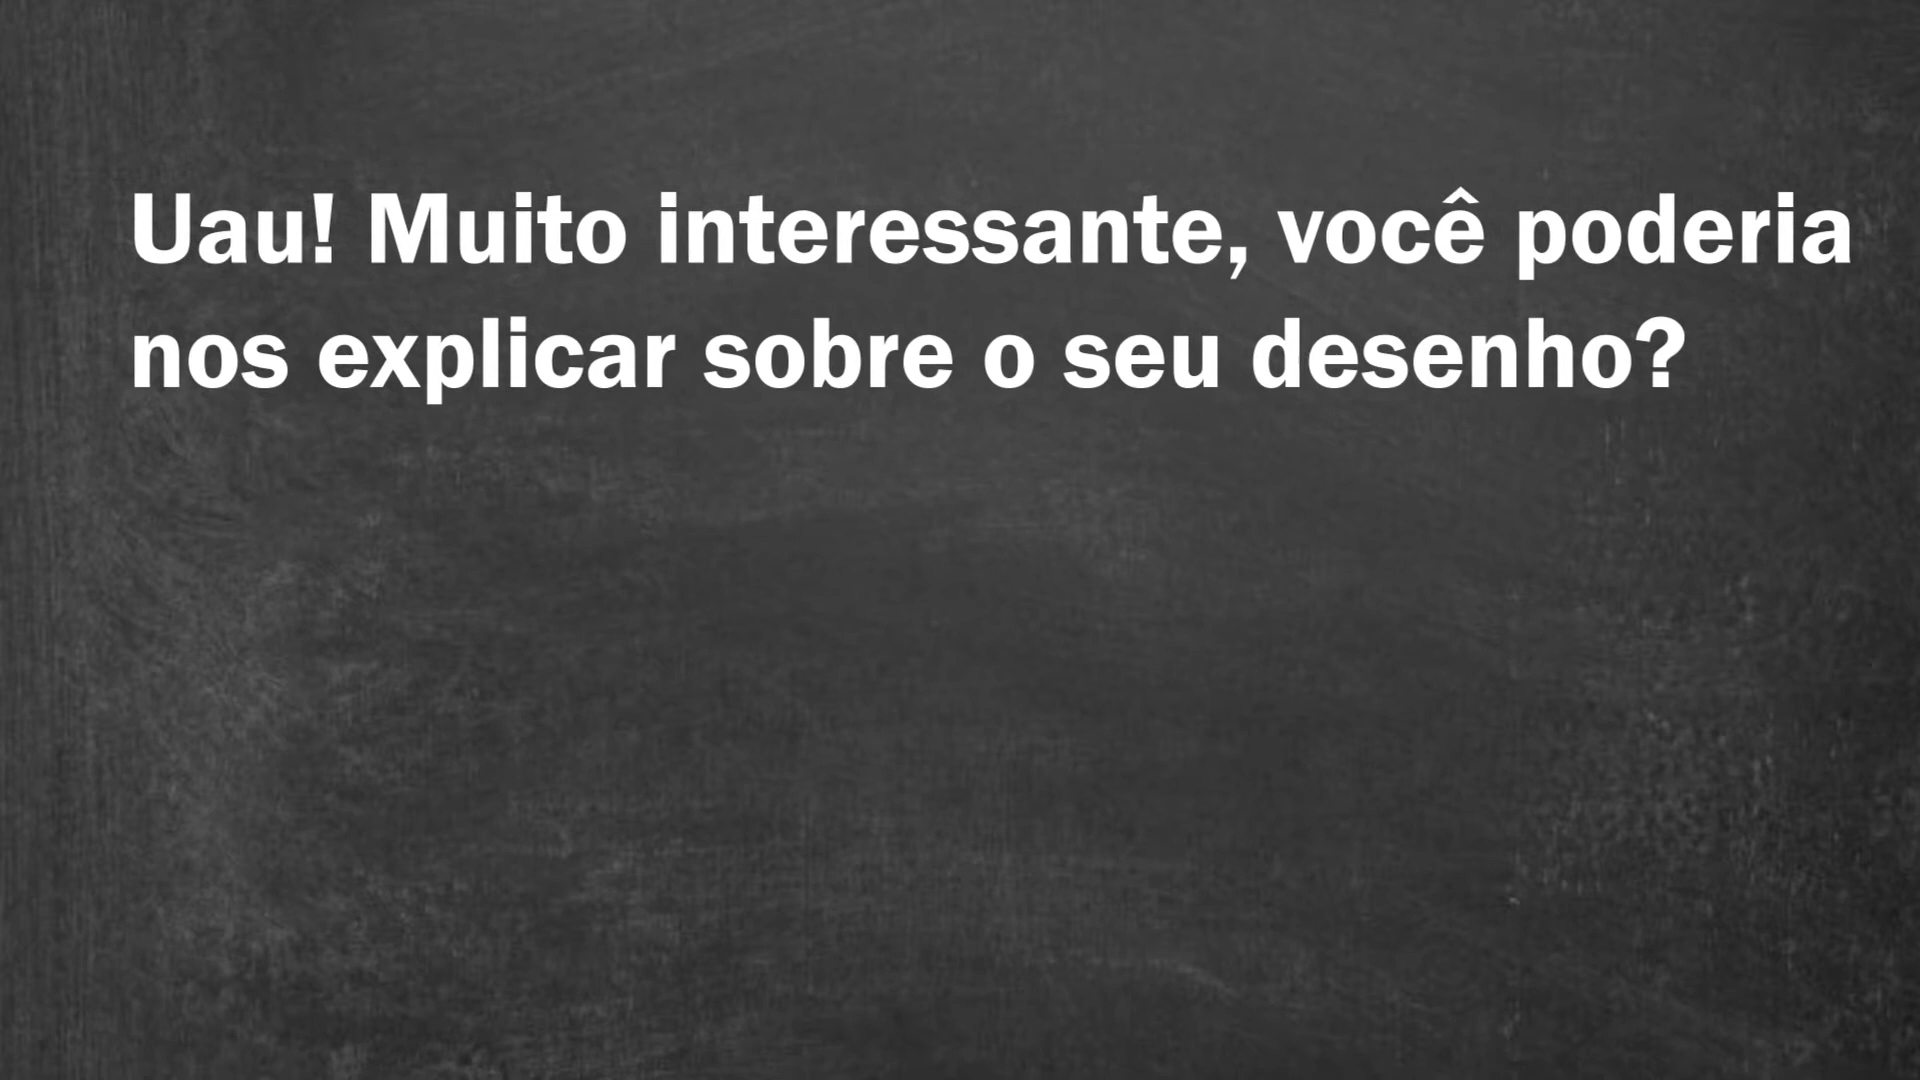 Uau! Muito interessante, você poderia
nos explicar sobre o seu desenho?